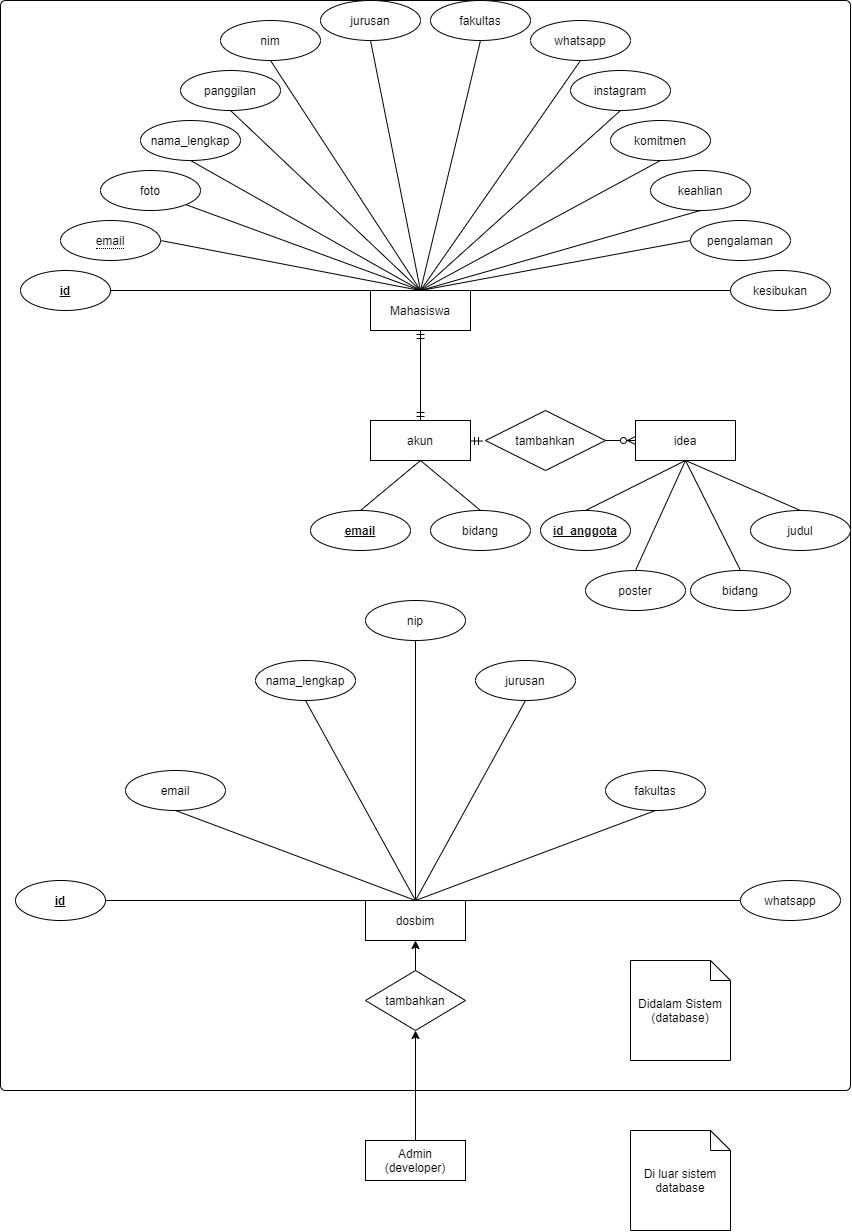 jurusan
fakultas
nim
whatsapp
panggilan
instagram
nama_lengkap
komitmen
foto
keahlian
email
pengalaman
id
kesibukan
Mahasiswa
akun
tambahkan
idea
email
bidang
id_anggota
judul
poster
bidang
nip
nama_lengkap
jurusan
email
fakultas
id
whatsapp
dosbim
tambahkan
Didalam Sistem
(database)
Admin
(developer)
Di luar sistem
database